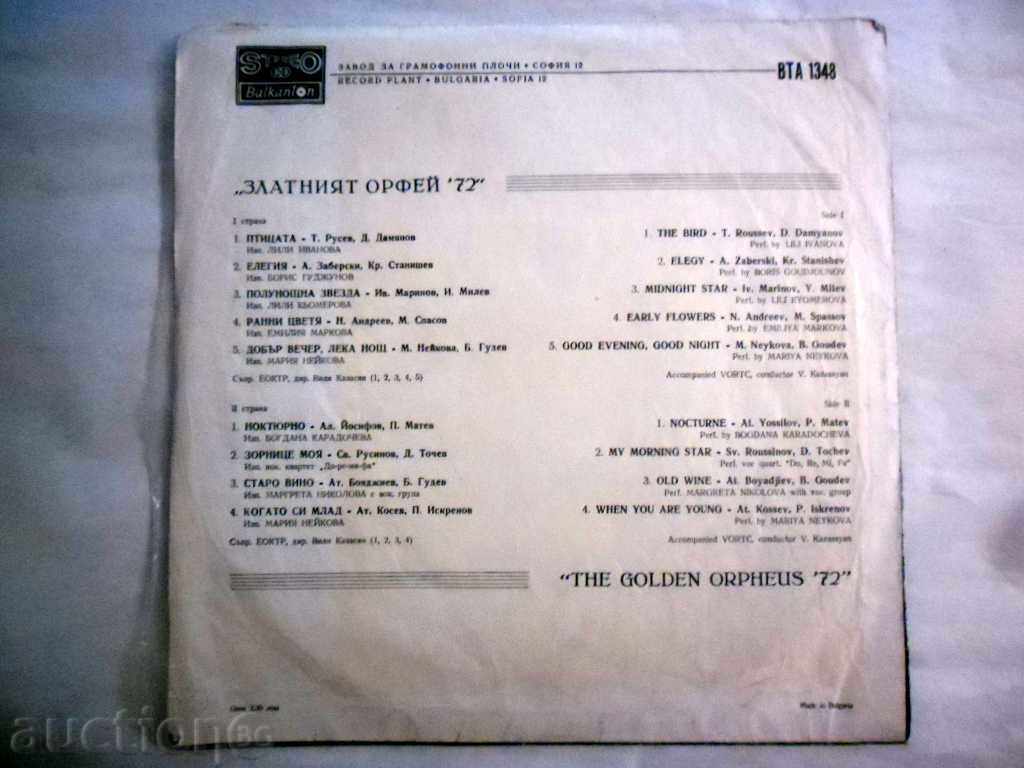 STEREO
Balkanton
ЗАВОД ЗА ГРАМОФОННИ ПЛОЧИ • СОФИЯ 12
RECORD PLANT • BULGARIA • SOFIA 12
ВТА 1348
„ЗЛАТНИЯТ ОРФЕЙ '72"
I страна
1. ПТИЦАТА - Т. Русев, Д. Дамянов
Изп. ЛИЛИ ИВАНОВА
2. ЕЛЕГИЯ - А. Заберски, Кр. Станишев
Изп. БОРИС ГУДЖУНОВ
3. ПОЛУНОЩНА ЗВЕЗДА - Ив. Маринов, Й. Милев
Изп. ЛИЛИ КЬОМЕРОВА
4. РАННИ ЦВЕТЯ - Н. Андреев, М. Спасов
Изп. ЕМИЛИЯ МАРКОВА
5. ДОБЪР ВЕЧЕР, ЛЕКА НОЩ - М. Нейкова, Б. Гудев
Изп. МАРИЯ НЕЙКОВА
Съпр. ЕОКТР, дир. Вили Казасян (1, 2, 3, 4, 5)
II страна
1. НОКТЮРНО - Ал. Йосифов, П. Матев
Изп. БОГДАНА КАРАДОЧЕВА
2. ЗОРНИЦЕ МОЯ - Св. Русинов, Д. Точев
Изп. вок. квартет „До-ре-ми-фа"
3. СТАРО ВИНО - Ат. Бояджиев, Б. Гудев
Изп. МАРГРЕТА НИКОЛОВА с вок. група
4. КОГАТО СИ МЛАД - Ат. Косев, П. Искренов
Изп. МАРИЯ НЕЙКОВА
Съпр. ЕОКТР, дир. Вили Казасян (1, 2, 3, 4)
Side I
1. THE BIRD - T. Roussev, D. Damyanov
Perf. by LILI IVANOVA
2. ELEGY - A. Zaberski, Kr. Stanishev
Perf. by BORIS GOUDJOUNOV
3. MIDNIGHT STAR - Iv. Marinov, Y. Milev
Perf. by LILI KYOMEROVA
4. EARLY FLOWERS - N. Andreev, M. Spassov
Perf. by EMILIYA MARKOVA
5. GOOD EVENING, GOOD NIGHT - M. Neykova, B. Goudev
Perf. by MARIYA NEYKOVA
Accompanied VORTC, conductor V. Kazassyan
Side II
1. NOCTURNE - Al. Yossifov, P. Matev
Perf. by BOGDANA KARADOCHEVA
2. MY MORNING STAR - Sv. Roussinov, D. Tochev
Perf. voc quart. "Do, Re, Mi, Fa"
3. OLD WINE - At. Boyadjiev, B. Goudev
Perf. MARGRETA NIKOLOVA with voc. group
4. WHEN YOU ARE YOUNG - At. Kossev, P. Iskrenov
Perf. by MARIYA NEYKOVA
Accompanied VORTC, conductor V. Kazassyan
"THE GOLDEN ORPHEUS '72"
Цена лева
Made in Bulgaria
auction.bg